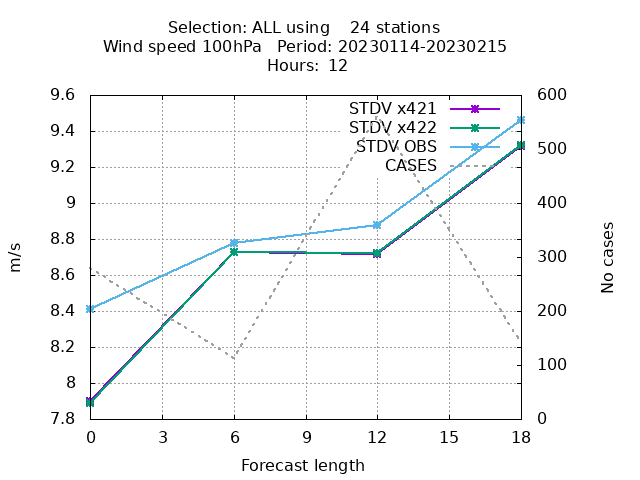 Selection: ALL using    24 stations
Wind speed 100hPa   Period: 20230114-20230215
Hours:  12
STDV x421
STDV x422
STDV OBS
CASES
9.6
9.4
9.2
9
8.8
8.6
8.4
8.2
8
7.8
m/s
600
500
400
300
200
100
0
No cases
0 3 6 9 12 15 18
Forecast length